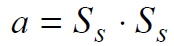 a = S_s · S_s